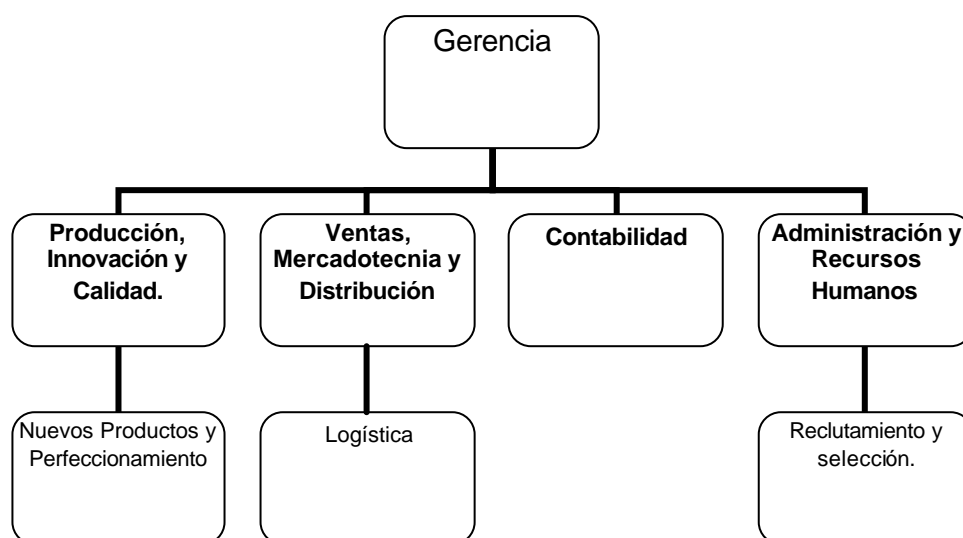 Gerencia
Producción,
Innovación y
Calidad.
Ventas,
Mercadotecnia y
Distribución
Contabilidad
Administración y
Recursos
Humanos
Nuevos Productos y
Perfeccionamiento
Logística
Reclutamiento y
selección.